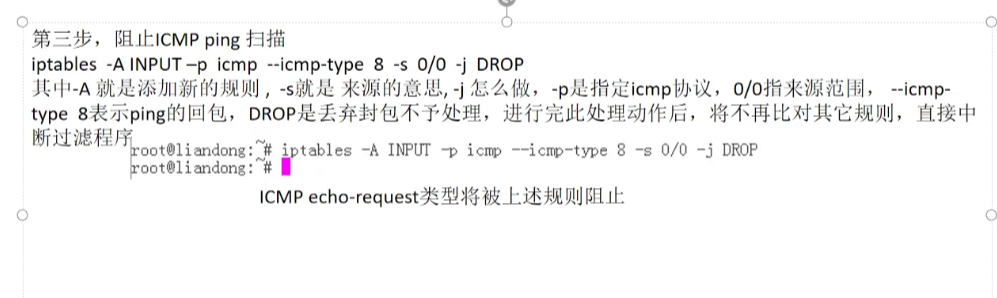 第三步，阻止ICMP ping 扫描
iptables -A INPUT –p icmp --icmp-type 8 -s 0/0 -j DROP
其中-A 就是添加新的规则 , -s就是 来源的意思, -j 怎么做，-p是指定icmp协议，0/0指来源范围， --icmp-
type 8表示ping的回包，DROP是丢弃封包不予处理，进行完此处理动作后，将不再比对其它规则，直接中
断过滤程序
root@liandong:~# iptables -A INPUT -p icmp --icmp-type 8 -s 0/0 -j DROP
root@liandong:~#
ICMP echo-request类型将被上述规则阻止